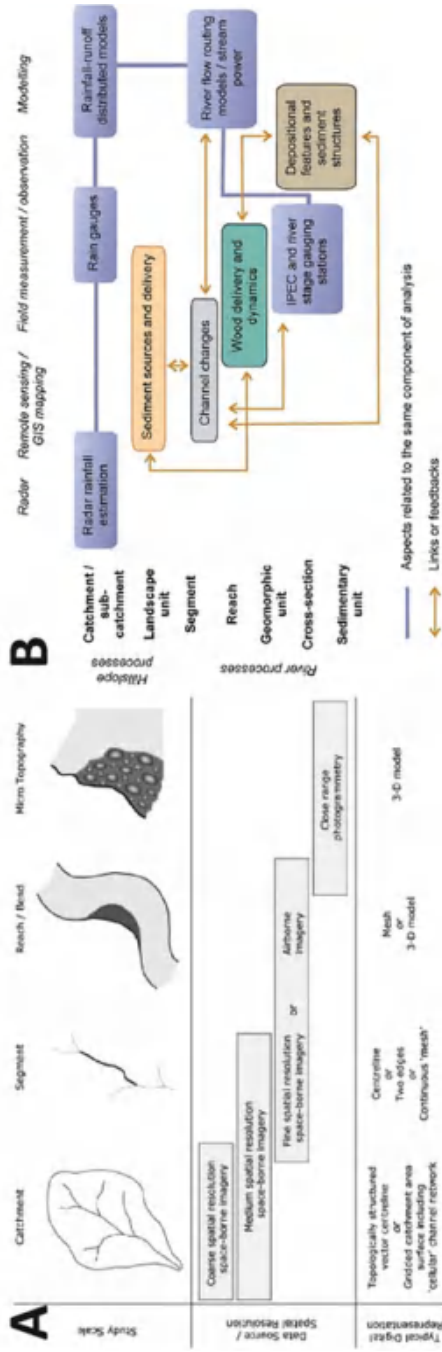 A
Study Scale
Catchment
Segment
Reach / Bend
Micro Topography
Data Source /
Spatial Resolution
Coarse spatial resolution
space-borne imagery
Medium spatial resolution
space-borne imagery
Fine spatial resolution
space-borne imagery
or
Airborne
imagery
Close range
photogrammetry
Typical Digital
Representation
Topologically structured
vector centreline
or
Gridded catchment area
surface including
'cellular' channel network
Centreline
or
Two edges
or
Continuous 'mesh'
Mesh
or
3-D model
3-D model
B
Radar
Remote sensing /
GIS mapping
Field measurement / observation
Modelling
Hillslope
processes
River processes
Catchment /
sub-
catchment
Landscape
unit
Segment
Reach
Geomorphic
unit
Cross-section
Sedimentary
unit
Radar rainfall
estimation
Rain gauges
Rainfall-runoff
distributed models
Sediment sources and delivery
Channel changes
River flow routing
models / stream
power
Wood delivery and
dynamics
IPEC and river
stage gauging
stations
Depositional
features and
sediment
structures
Aspects related to the same component of analysis
Links or feedbacks